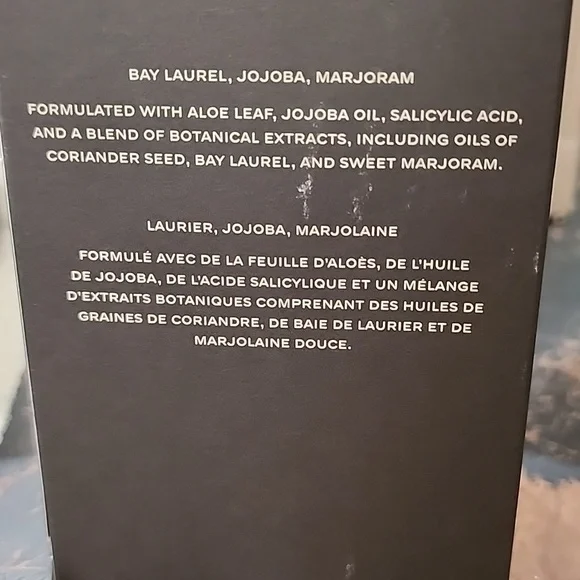 BAY LAUREL, JOJOBA, MARJORAM
FORMULATED WITH ALOE LEAF, JOJOBA OIL, SALICYLIC ACID,
AND A BLEND OF BOTANICAL EXTRACTS, INCLUDING OILS OF
CORIANDER SEED, BAY LAUREL, AND SWEET MARJORAM.
LAURIER, JOJOBA, MARJOLAINE
FORMULÉ AVEC DE LA FEUILLE D'ALOÈS, DE L'HUILE
DE JOJOBA, DE L'ACIDE SALICYLIQUE ET UN MÉLANGE
D'EXTRAITS BOTANIQUES COMPRENANT DES HUILES DE
GRAINES DE CORIANDRE, DE BAIE DE LAURIER ET DE
MARJOLAINE DOUCE.